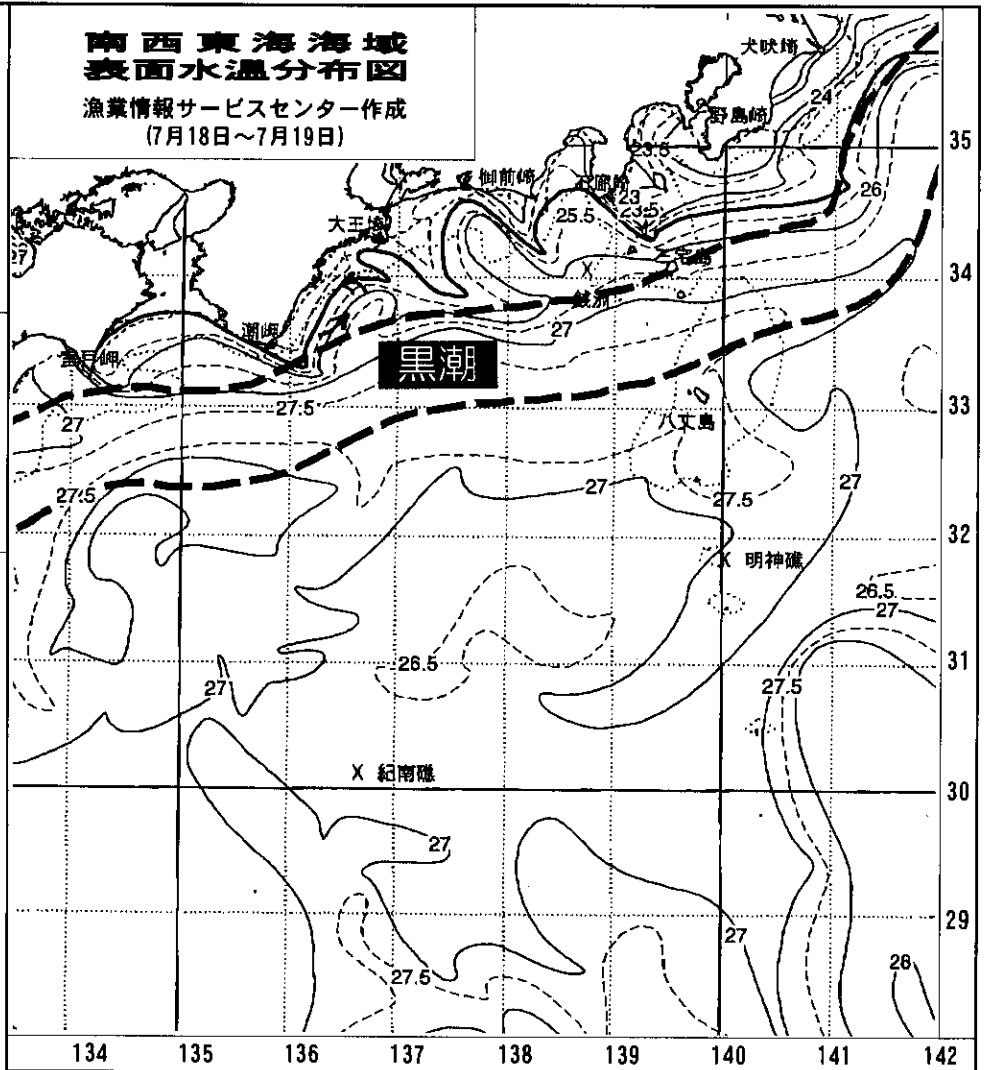 南西東海海域
表面水温分布図
漁業情報サービスセンター作成
(7月18日～7月19日)
犬吠埼
24
野島崎
23.5
35
御前崎
石廊崎
23
23.5
26
25.5
大王埼
27
三宅島
34
銭洲
27
潮岬
室戸岬
黒潮
27
27.5
33
八丈島
27.5
27
27.5
27
32
X 明神礁
26.5
27
31
26.5
27
27.5
X 紀南礁
30
27
29
27
27.5
28
134 135 136 137 138 139 140 141 142